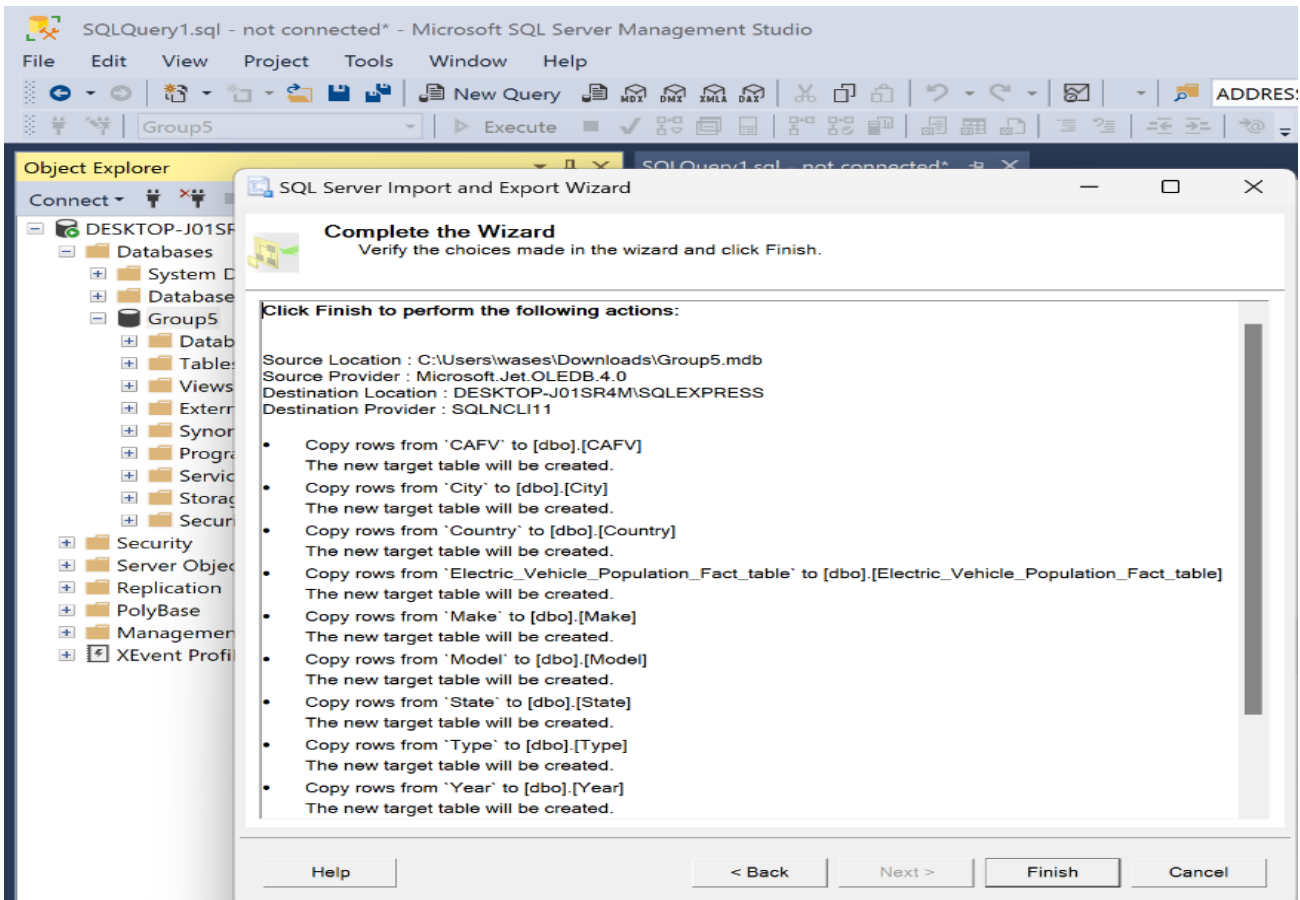 SQLQuery1.sql - not connected* - Microsoft SQL Server Management Studio
File Edit View Project Tools Window Help
New Query MDX DMX XMLA DAX ADDRES
Group5 Execute
Object Explorer
SQLQuery1.sql - not connected*
Connect
DESKTOP-J01SR
Databases
System D
Database
Group5
Datab
Tables
Views
Extern
Synon
Progra
Servic
Storag
Securi
Security
Server Objec
Replication
PolyBase
Managemen
XEvent Profil
SQL Server Import and Export Wizard
Complete the Wizard
Verify the choices made in the wizard and click Finish.
Click Finish to perform the following actions:
Source Location : C:\Users\wases\Downloads\Group5.mdb
Source Provider : Microsoft.Jet.OLEDB.4.0
Destination Location : DESKTOP-J01SR4M\SQLEXPRESS
Destination Provider : SQLNCLI11
• Copy rows from `CAFV` to [dbo].[CAFV]
The new target table will be created.
• Copy rows from `City` to [dbo].[City]
The new target table will be created.
• Copy rows from `Country` to [dbo].[Country]
The new target table will be created.
• Copy rows from `Electric_Vehicle_Population_Fact_table` to [dbo].[Electric_Vehicle_Population_Fact_table]
The new target table will be created.
• Copy rows from `Make` to [dbo].[Make]
The new target table will be created.
• Copy rows from `Model` to [dbo].[Model]
The new target table will be created.
• Copy rows from `State` to [dbo].[State]
The new target table will be created.
• Copy rows from `Type` to [dbo].[Type]
The new target table will be created.
• Copy rows from `Year` to [dbo].[Year]
The new target table will be created.
Help < Back Next > Finish Cancel